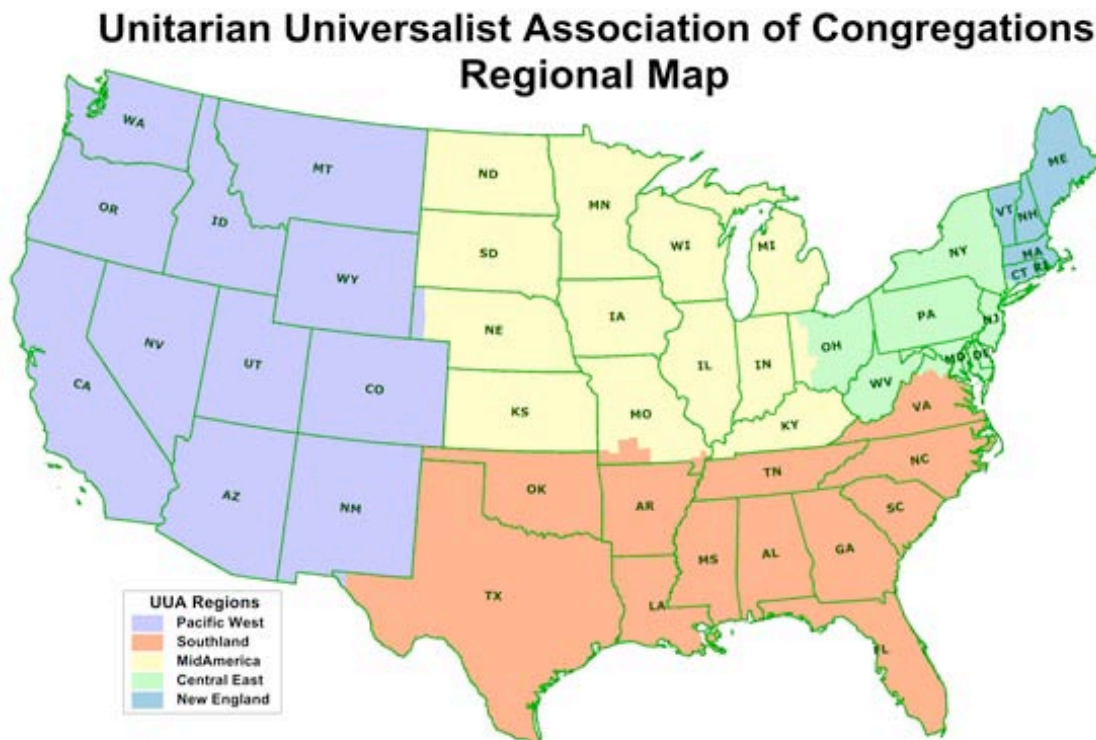 Unitarian Universalist Association of Congregations
Regional Map
WA
MT
ND
MN
ME
OR
ID
SD
WI
MI
VT
NH
NY
MA
CT RI
WY
NE
IA
PA
NJ
NV
UT
CO
IL
IN
OH
MD
DE
WV
CA
KS
MO
KY
VA
AZ
NM
OK
AR
TN
NC
SC
TX
LA
MS
AL
GA
FL
UUA Regions
Pacific West
Southland
MidAmerica
Central East
New England